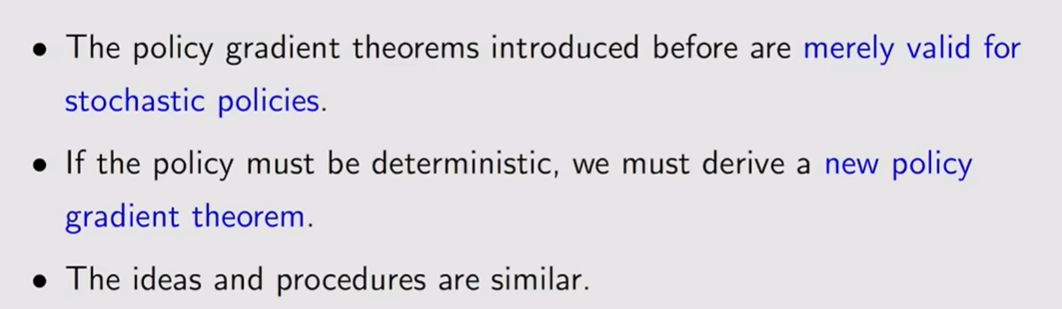 • The policy gradient theorems introduced before are merely valid for
stochastic policies.
• If the policy must be deterministic, we must derive a new policy
gradient theorem.
• The ideas and procedures are similar.